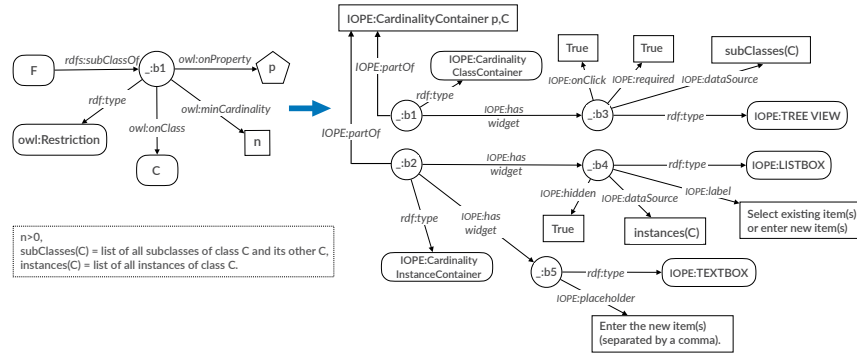 IOPE:CardinalityContainer p,C
rdfs:subClassOf
owl:onProperty
F
_:b1
p
rdf:type
owl:onClass
owl:minCardinality
owl:Restriction
C
n
IOPE:partOf
IOPE:partOf
IOPE:Cardinality
ClassContainer
rdf:type
_:b1
IOPE:has
widget
True
True
subClasses(C)
IOPE:onClick
IOPE:required
IOPE:dataSource
_:b3
rdf:type
IOPE:TREE VIEW
_:b2
IOPE:has
widget
_:b4
rdf:type
IOPE:LISTBOX
IOPE:hidden
IOPE:dataSource
IOPE:label
True
instances(C)
Select existing item(s)
or enter new item(s)
rdf:type
IOPE:has
widget
IOPE:Cardinality
InstanceContainer
_:b5
rdf:type
IOPE:TEXTBOX
IOPE:placeholder
Enter the new item(s)
(separated by a comma).
n>0,
subClasses(C) = list of all subclasses of class C and its other C,
instances(C) = list of all instances of class C.